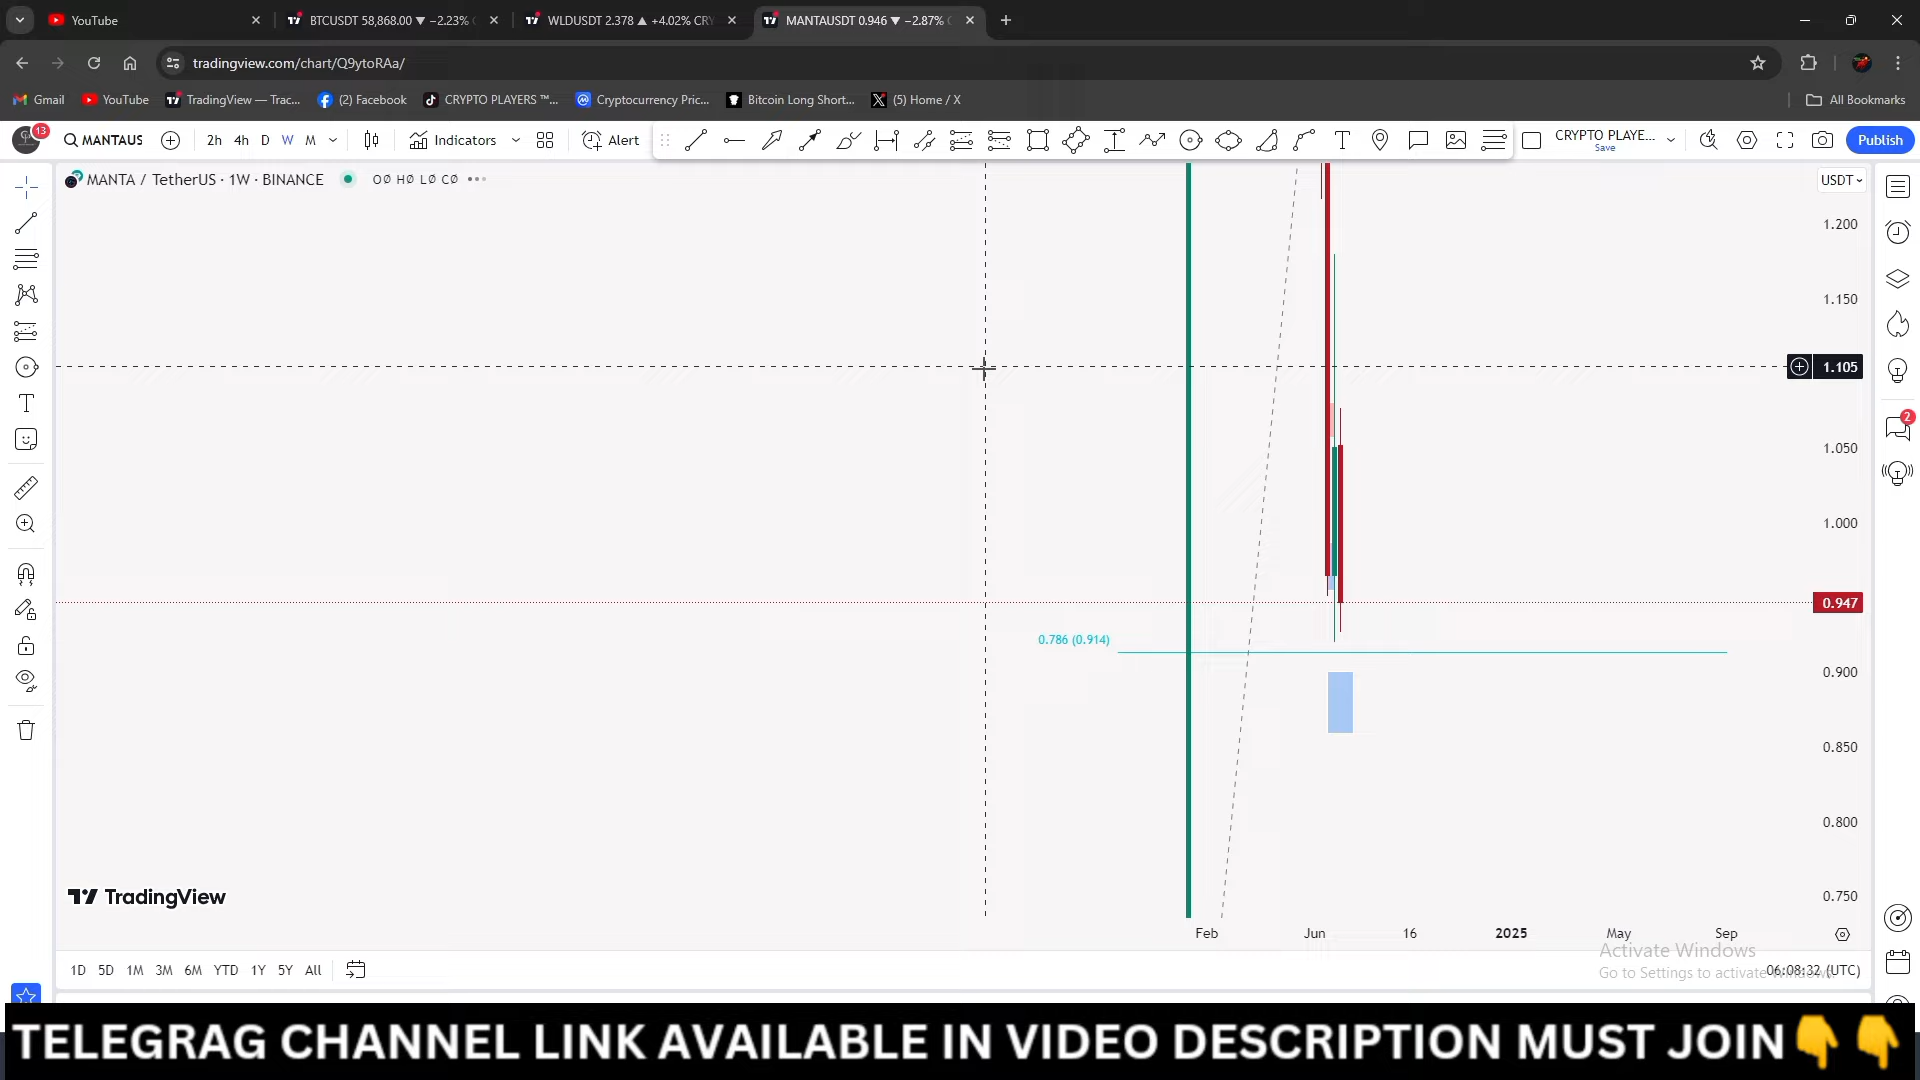 YouTube
BTCUSDT 58,868.00 ▼ −2.23% C
WLDUSDT 2.378 ▲ +4.02% CRY
MANTAUSDT 0.946 ▼ −2.87% C
tradingview.com/chart/Q9ytoRAa/
Gmail
YouTube
TradingView — Trac...
(2) Facebook
CRYPTO PLAYERS ™...
Cryptocurrency Pric...
Bitcoin Long Short...
(5) Home / X
All Bookmarks
13
MANTAUS
2h 4h D W M
Indicators
Alert
CRYPTO PLAYE...
Save
Publish
MANTA / TetherUS · 1W · BINANCE
O∅ H∅ L∅ C∅
USDT
1.200
1.150
1.105
1.050
1.000
0.947
0.786 (0.914)
0.900
0.850
0.800
0.750
2
TradingView
Feb Jun 16 2025 May Sep
Activate Windows
1D 5D 1M 3M 6M YTD 1Y 5Y All
06:08:32 (UTC)
Go to Settings to activate Windows.
TELEGRAG CHANNEL LINK AVAILABLE IN VIDEO DESCRIPTION MUST JOIN👇👇